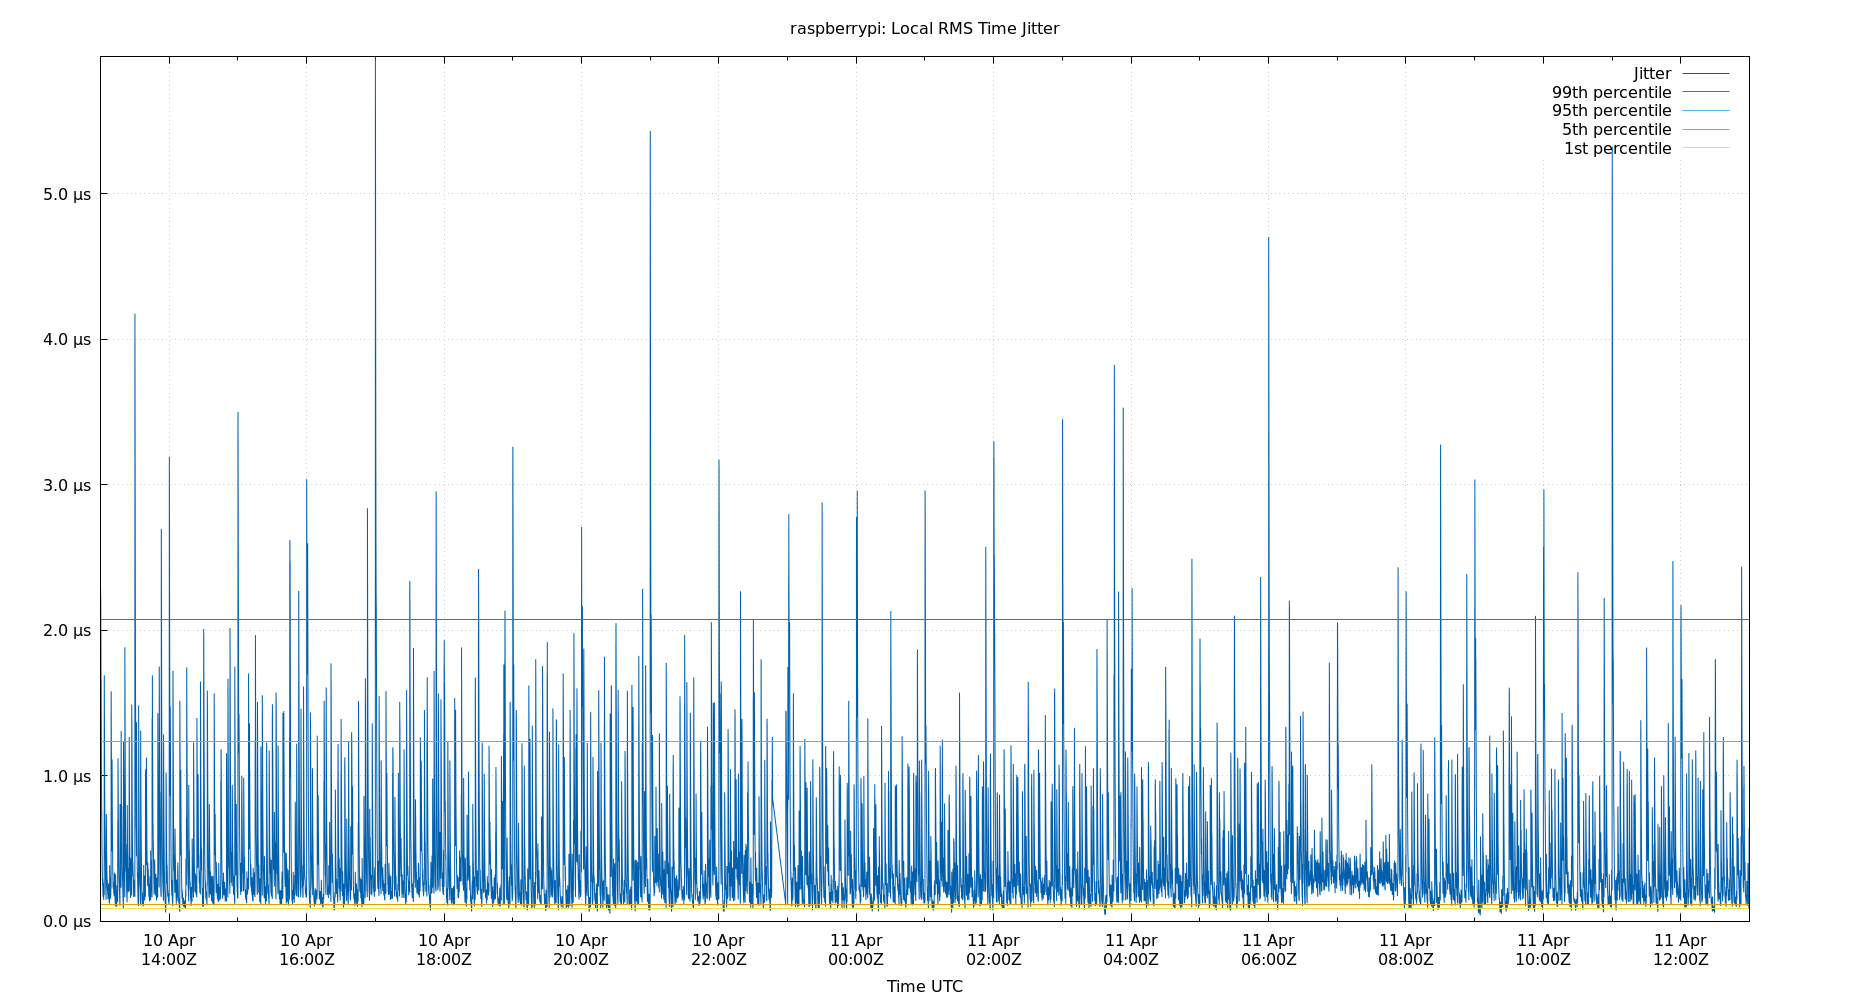 raspberrypi: Local RMS Time Jitter
Jitter
99th percentile
95th percentile
5th percentile
1st percentile
5.0 µs
4.0 µs
3.0 µs
2.0 µs
1.0 µs
0.0 µs
10 Apr 10 Apr 10 Apr 10 Apr 10 Apr 11 Apr 11 Apr 11 Apr 11 Apr 11 Apr 11 Apr 11 Apr
14:00Z 16:00Z 18:00Z 20:00Z 22:00Z 00:00Z 02:00Z 04:00Z 06:00Z 08:00Z 10:00Z 12:00Z
Time UTC